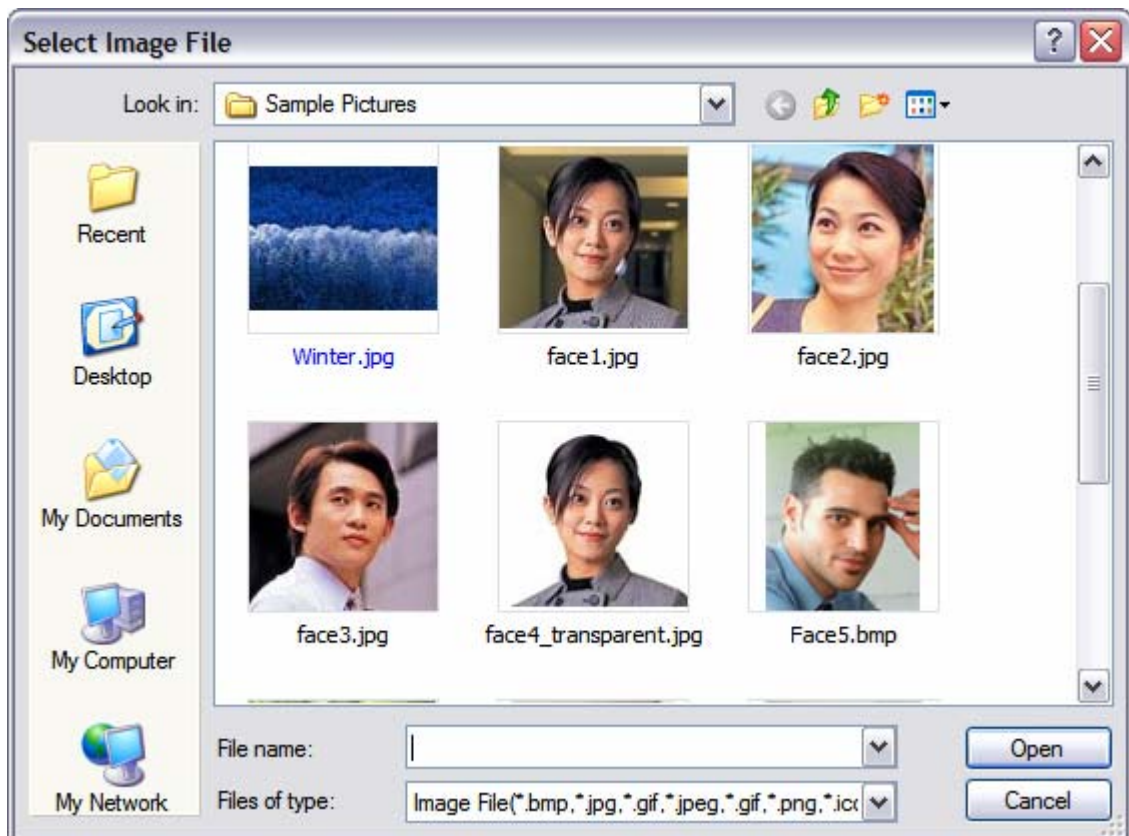 Select Image File
Look in:
Sample Pictures
Recent
Desktop
My Documents
My Computer
My Network
Winter.jpg
face1.jpg
face2.jpg
face3.jpg
face4_transparent.jpg
Face5.bmp
File name:
Open
Files of type:
Image File(*.bmp,*.jpg,*.gif,*.jpeg,*.gif,*.png,*.ico
Cancel